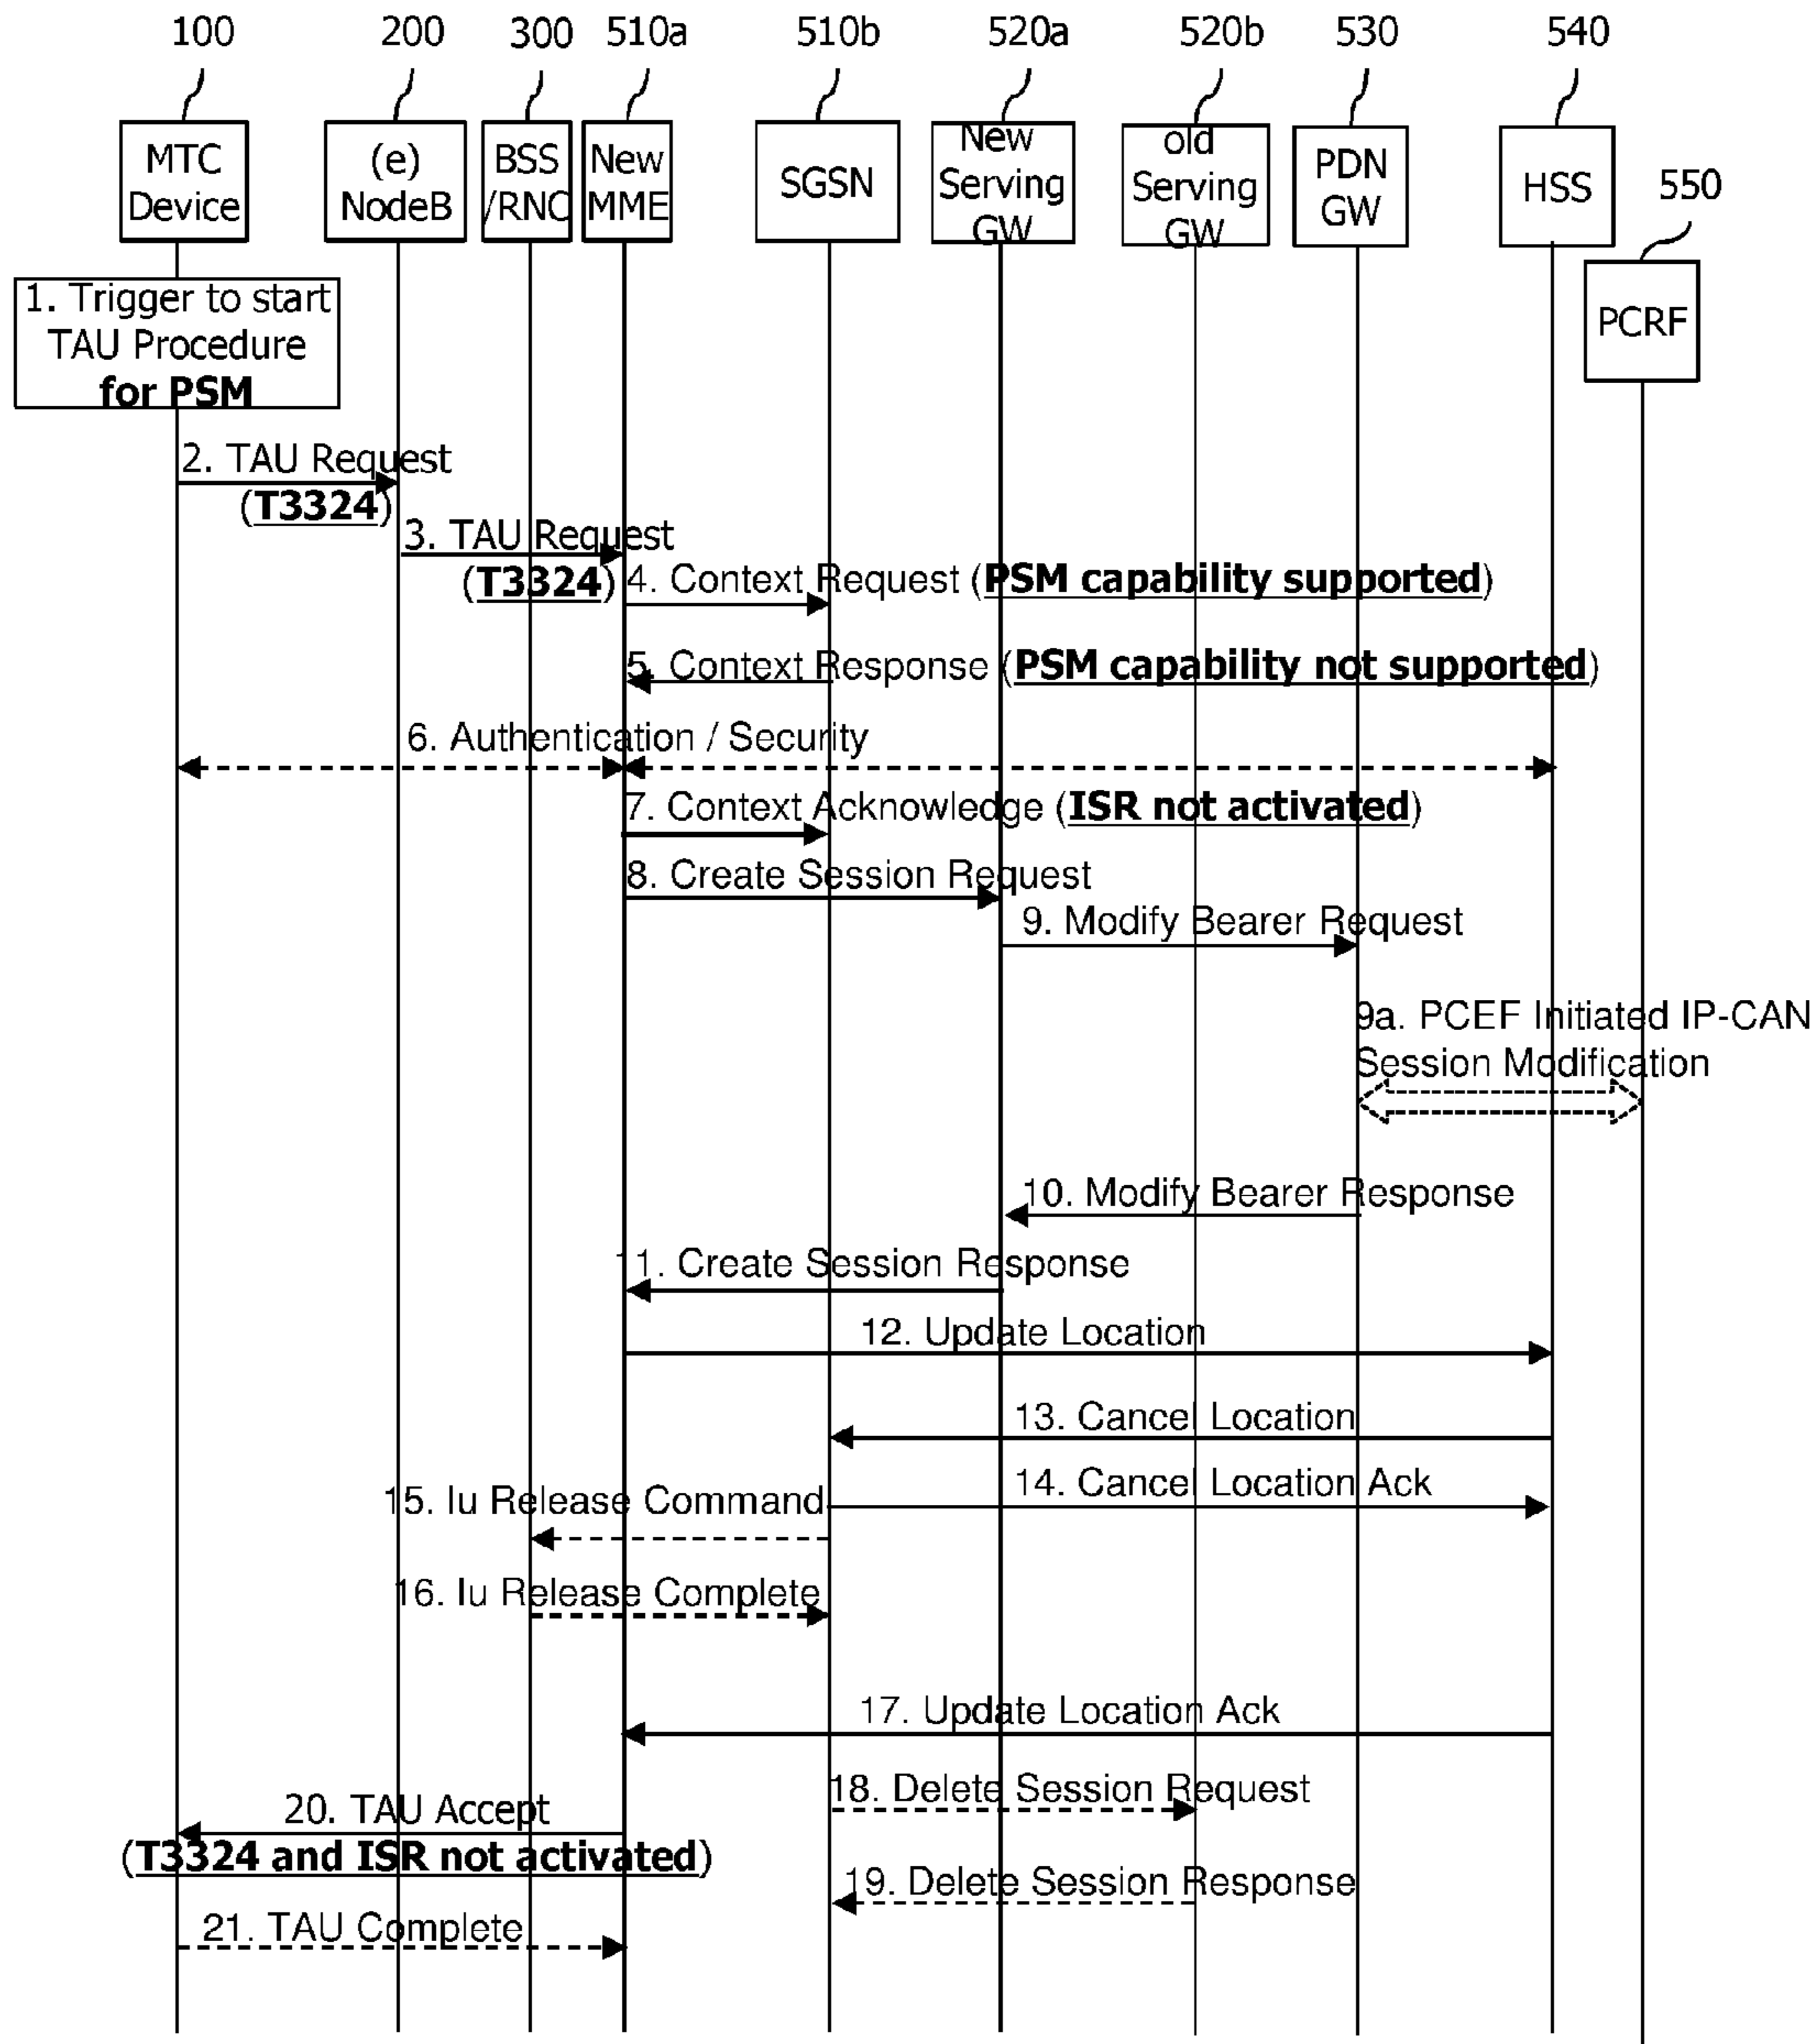 100
200
300
510a
510b
520a
520b
530
540
550
MTC
Device
(e)
NodeB
BSS
/RNC
New
MME
SGSN
New
Serving
GW
old
Serving
GW
PDN
GW
HSS
PCRF
1. Trigger to start
TAU Procedure
for PSM
2. TAU Request
(T3324)
3. TAU Request
(T3324)
4. Context Request (PSM capability supported)
5. Context Response (PSM capability not supported)
6. Authentication / Security
7. Context Acknowledge (ISR not activated)
8. Create Session Request
9. Modify Bearer Request
9a. PCEF Initiated IP-CAN
Session Modification
10. Modify Bearer Response
11. Create Session Response
12. Update Location
13. Cancel Location
14. Cancel Location Ack
15. Iu Release Command
16. Iu Release Complete
17. Update Location Ack
18. Delete Session Request
20. TAU Accept
(T3324 and ISR not activated)
19. Delete Session Response
21. TAU Complete